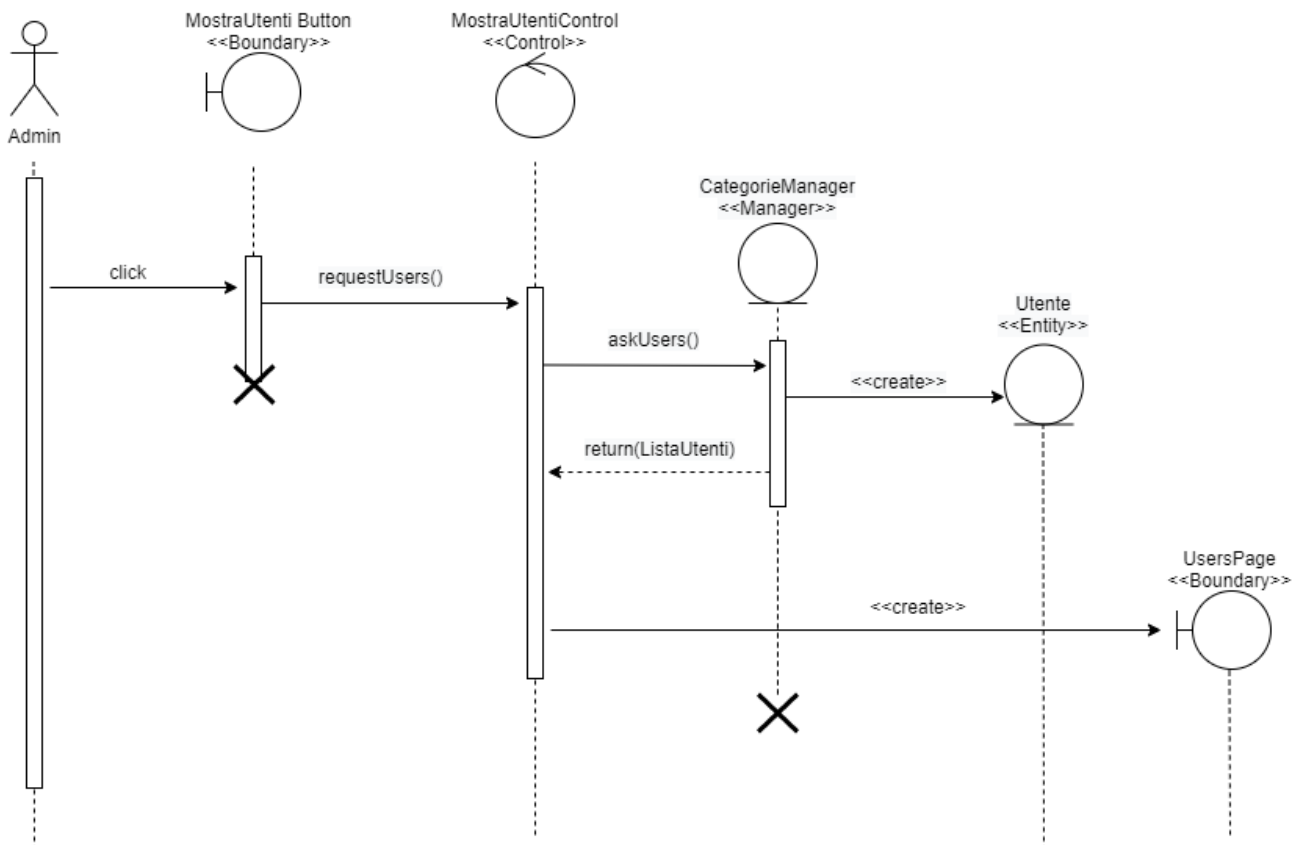 MostraUtenti Button
<<Boundary>>
MostraUtentiControl
<<Control>>
Admin
CategorieManager
<<Manager>>
click
requestUsers()
Utente
<<Entity>>
askUsers()
<<create>>
return(ListaUtenti)
UsersPage
<<Boundary>>
<<create>>